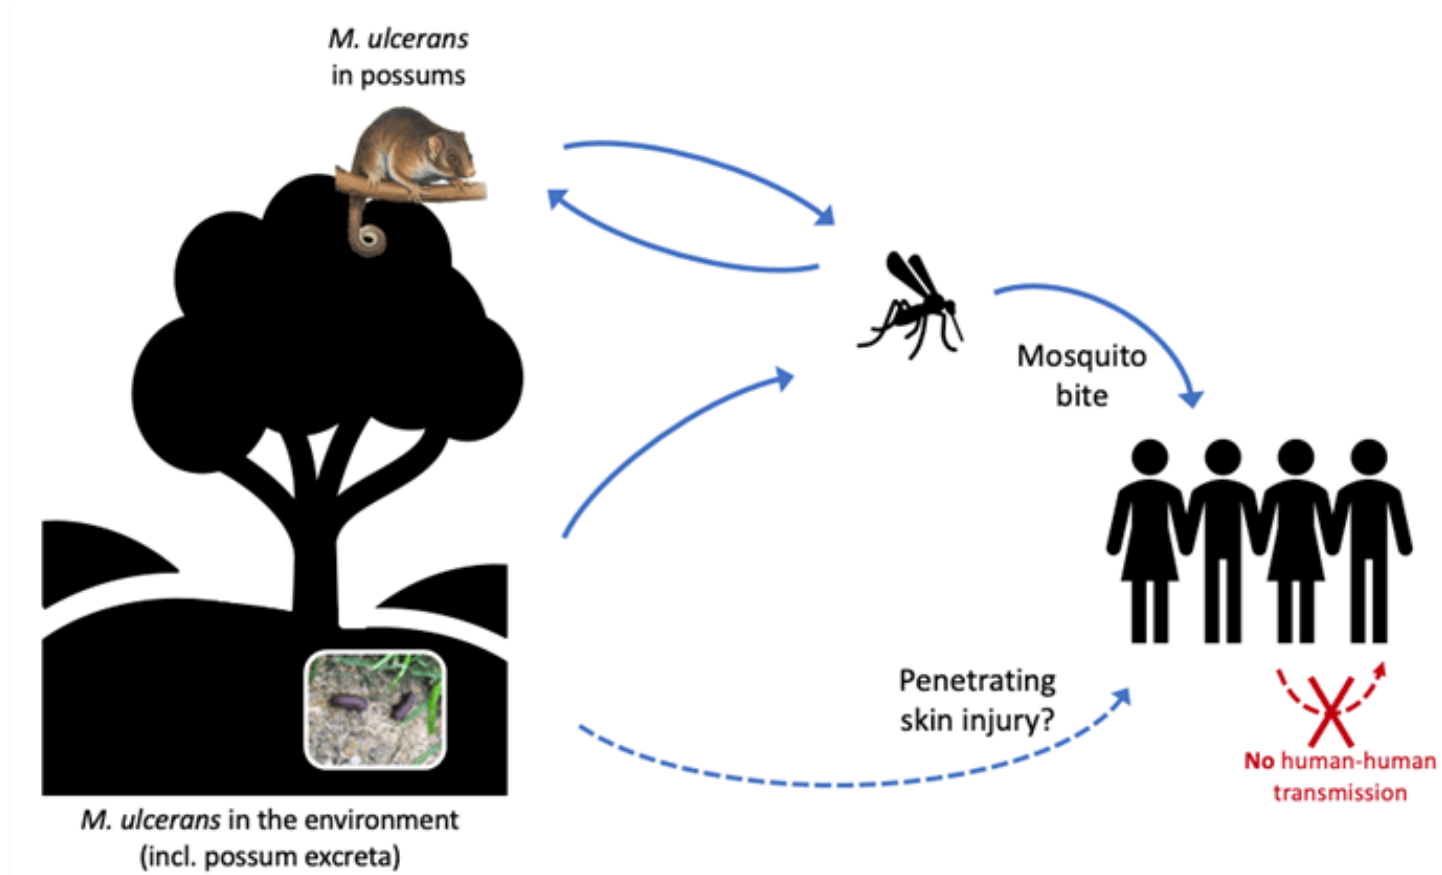 M. ulcerans
in possums
Mosquito
bite
Penetrating
skin injury?
No human-human
transmission
M. ulcerans in the environment
(incl. possum excreta)